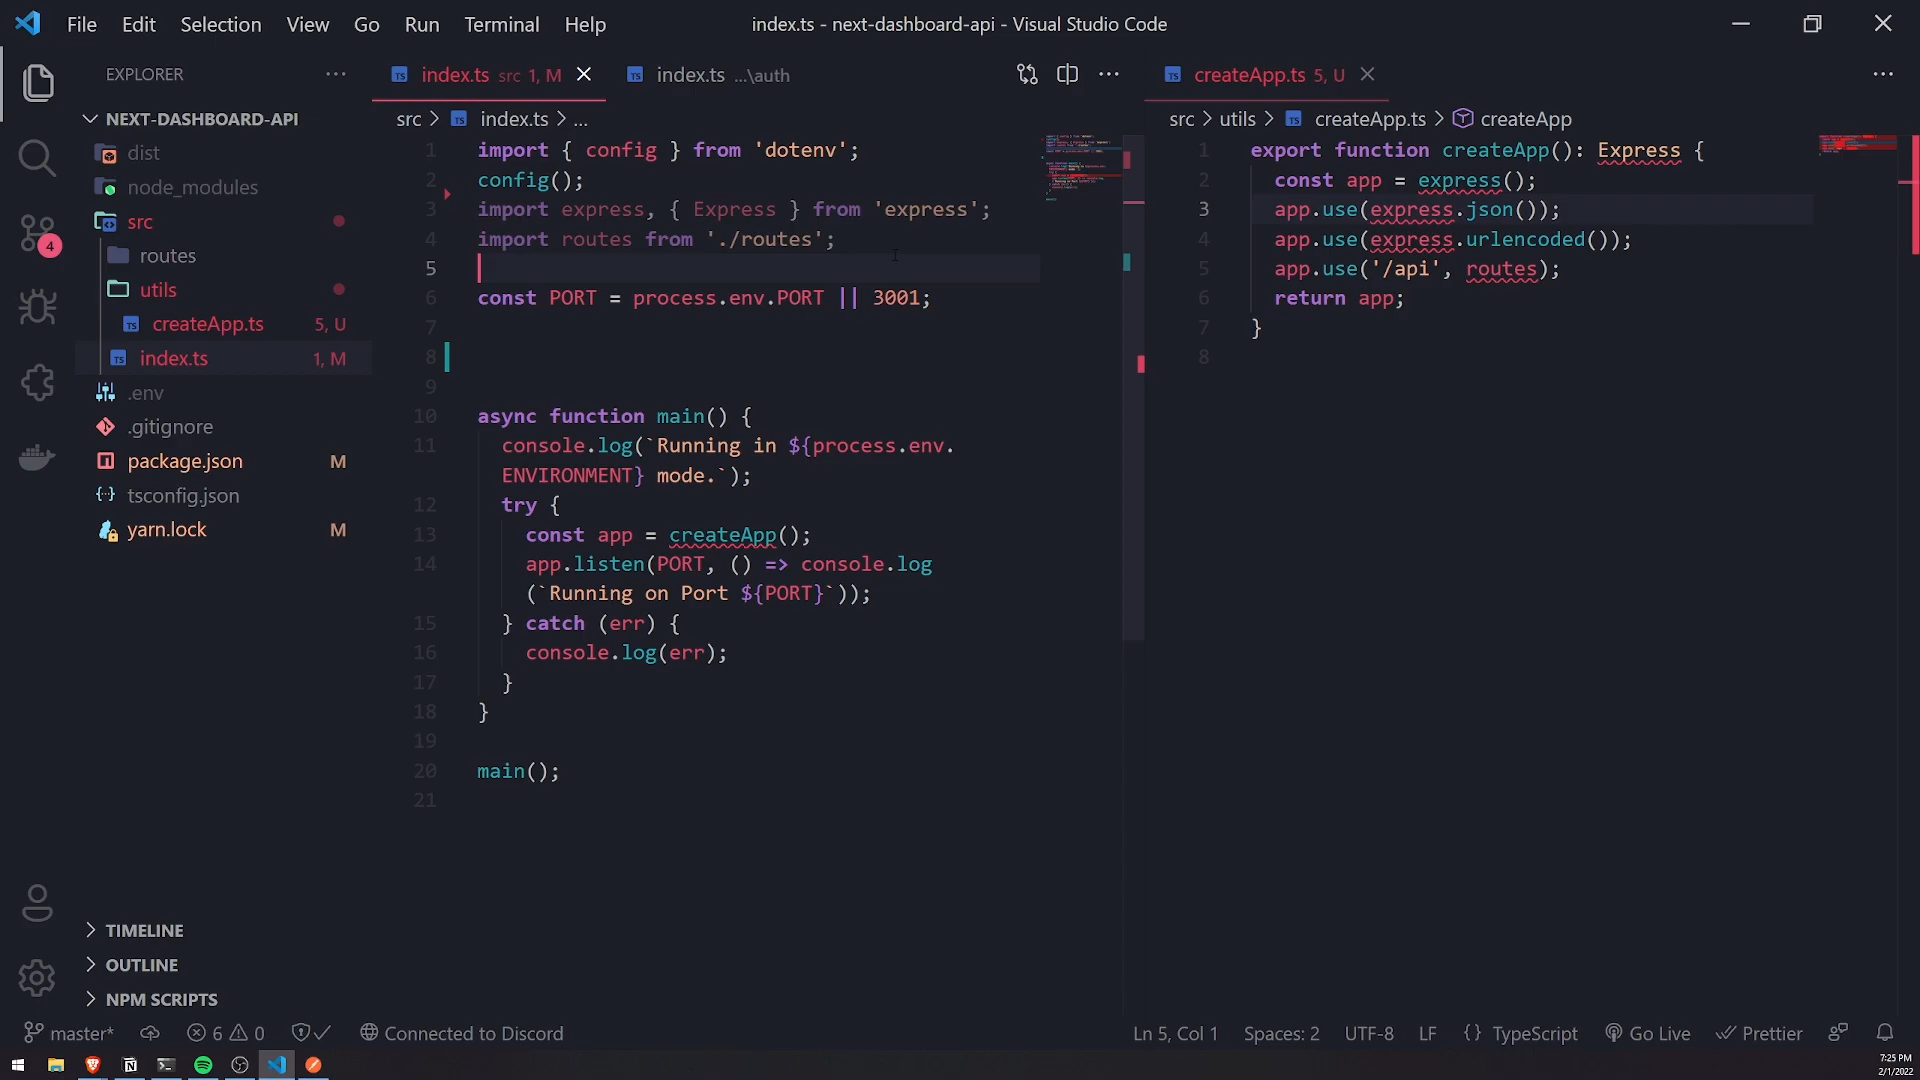 File Edit Selection View Go Run Terminal Help
index.ts - next-dashboard-api - Visual Studio Code
EXPLORER
NEXT-DASHBOARD-API
dist
node_modules
src
routes
utils
createApp.ts 5, U
index.ts 1, M
.env
.gitignore
package.json M
tsconfig.json
yarn.lock M
TIMELINE
OUTLINE
NPM SCRIPTS
4
index.ts src 1, M
index.ts ...\auth
src > index.ts > ...
1 import { config } from 'dotenv';
2 config();
3 import express, { Express } from 'express';
4 import routes from './routes';
5
6 const PORT = process.env.PORT || 3001;
7
8
9
10 async function main() {
11 console.log(`Running in ${process.env.
ENVIRONMENT} mode.`);
12 try {
13 const app = createApp();
14 app.listen(PORT, () => console.log
(`Running on Port ${PORT}`));
15 } catch (err) {
16 console.log(err);
17 }
18 }
19
20 main();
21
createApp.ts 5, U
src > utils > createApp.ts > createApp
1 export function createApp(): Express {
2 const app = express();
3 app.use(express.json());
4 app.use(express.urlencoded());
5 app.use('/api', routes);
6 return app;
7 }
8
master* 6 0 Connected to Discord
Ln 5, Col 1 Spaces: 2 UTF-8 LF {} TypeScript Go Live Prettier
7:25 PM
2/1/2022